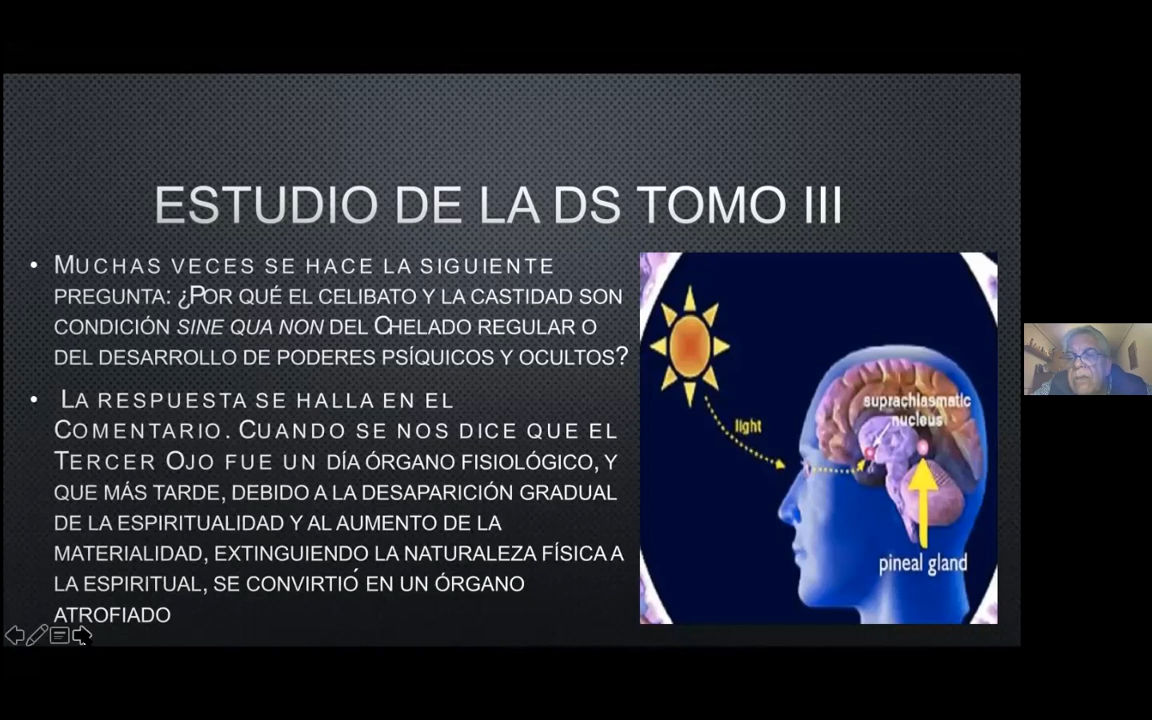 ESTUDIO DE LA DS TOMO III
• MUCHAS VECES SE HACE LA SIGUIENTE
PREGUNTA: ¿POR QUÉ EL CELIBATO Y LA CASTIDAD SON
CONDICIÓN SINE QUA NON DEL CHELADO REGULAR O
DEL DESARROLLO DE PODERES PSÍQUICOS Y OCULTOS?
• LA RESPUESTA SE HALLA EN EL
COMENTARIO. CUANDO SE NOS DICE QUE EL
TERCER OJO FUE UN DÍA ÓRGANO FISIOLÓGICO, Y
QUE MÁS TARDE, DEBIDO A LA DESAPARICIÓN GRADUAL
DE LA ESPIRITUALIDAD Y AL AUMENTO DE LA
MATERIALIDAD, EXTINGUIENDO LA NATURALEZA FÍSICA A
LA ESPIRITUAL, SE CONVIRTIÓ EN UN ÓRGANO
ATROFIADO
suprachiasmatic
nucleus
light
pineal gland